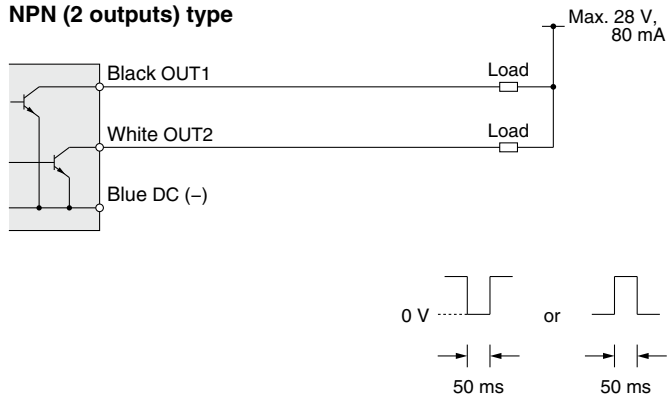 NPN (2 outputs) type
Max. 28 V,
80 mA
Black OUT1
Load
White OUT2
Load
Blue DC (−)
0 V
or
50 ms
50 ms